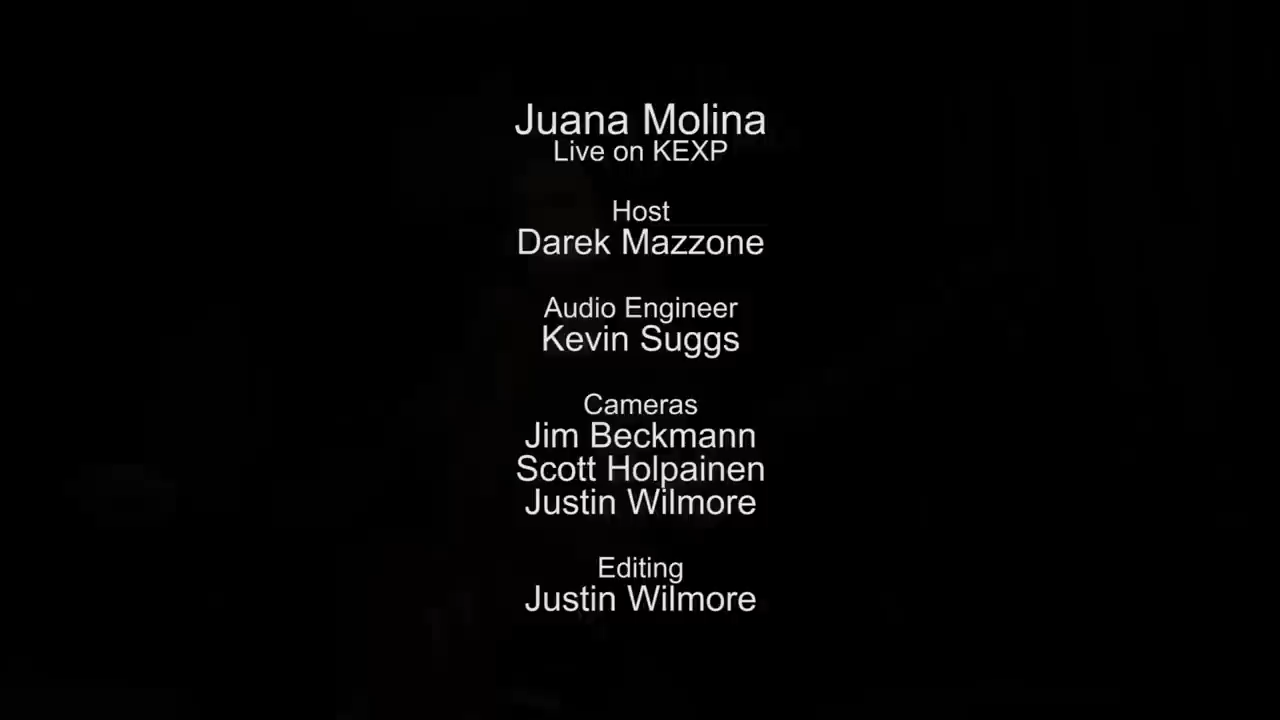 Juana Molina
Live on KEXP
Host
Darek Mazzone
Audio Engineer
Kevin Suggs
Cameras
Jim Beckmann
Scott Holpainen
Justin Wilmore
Editing
Justin Wilmore